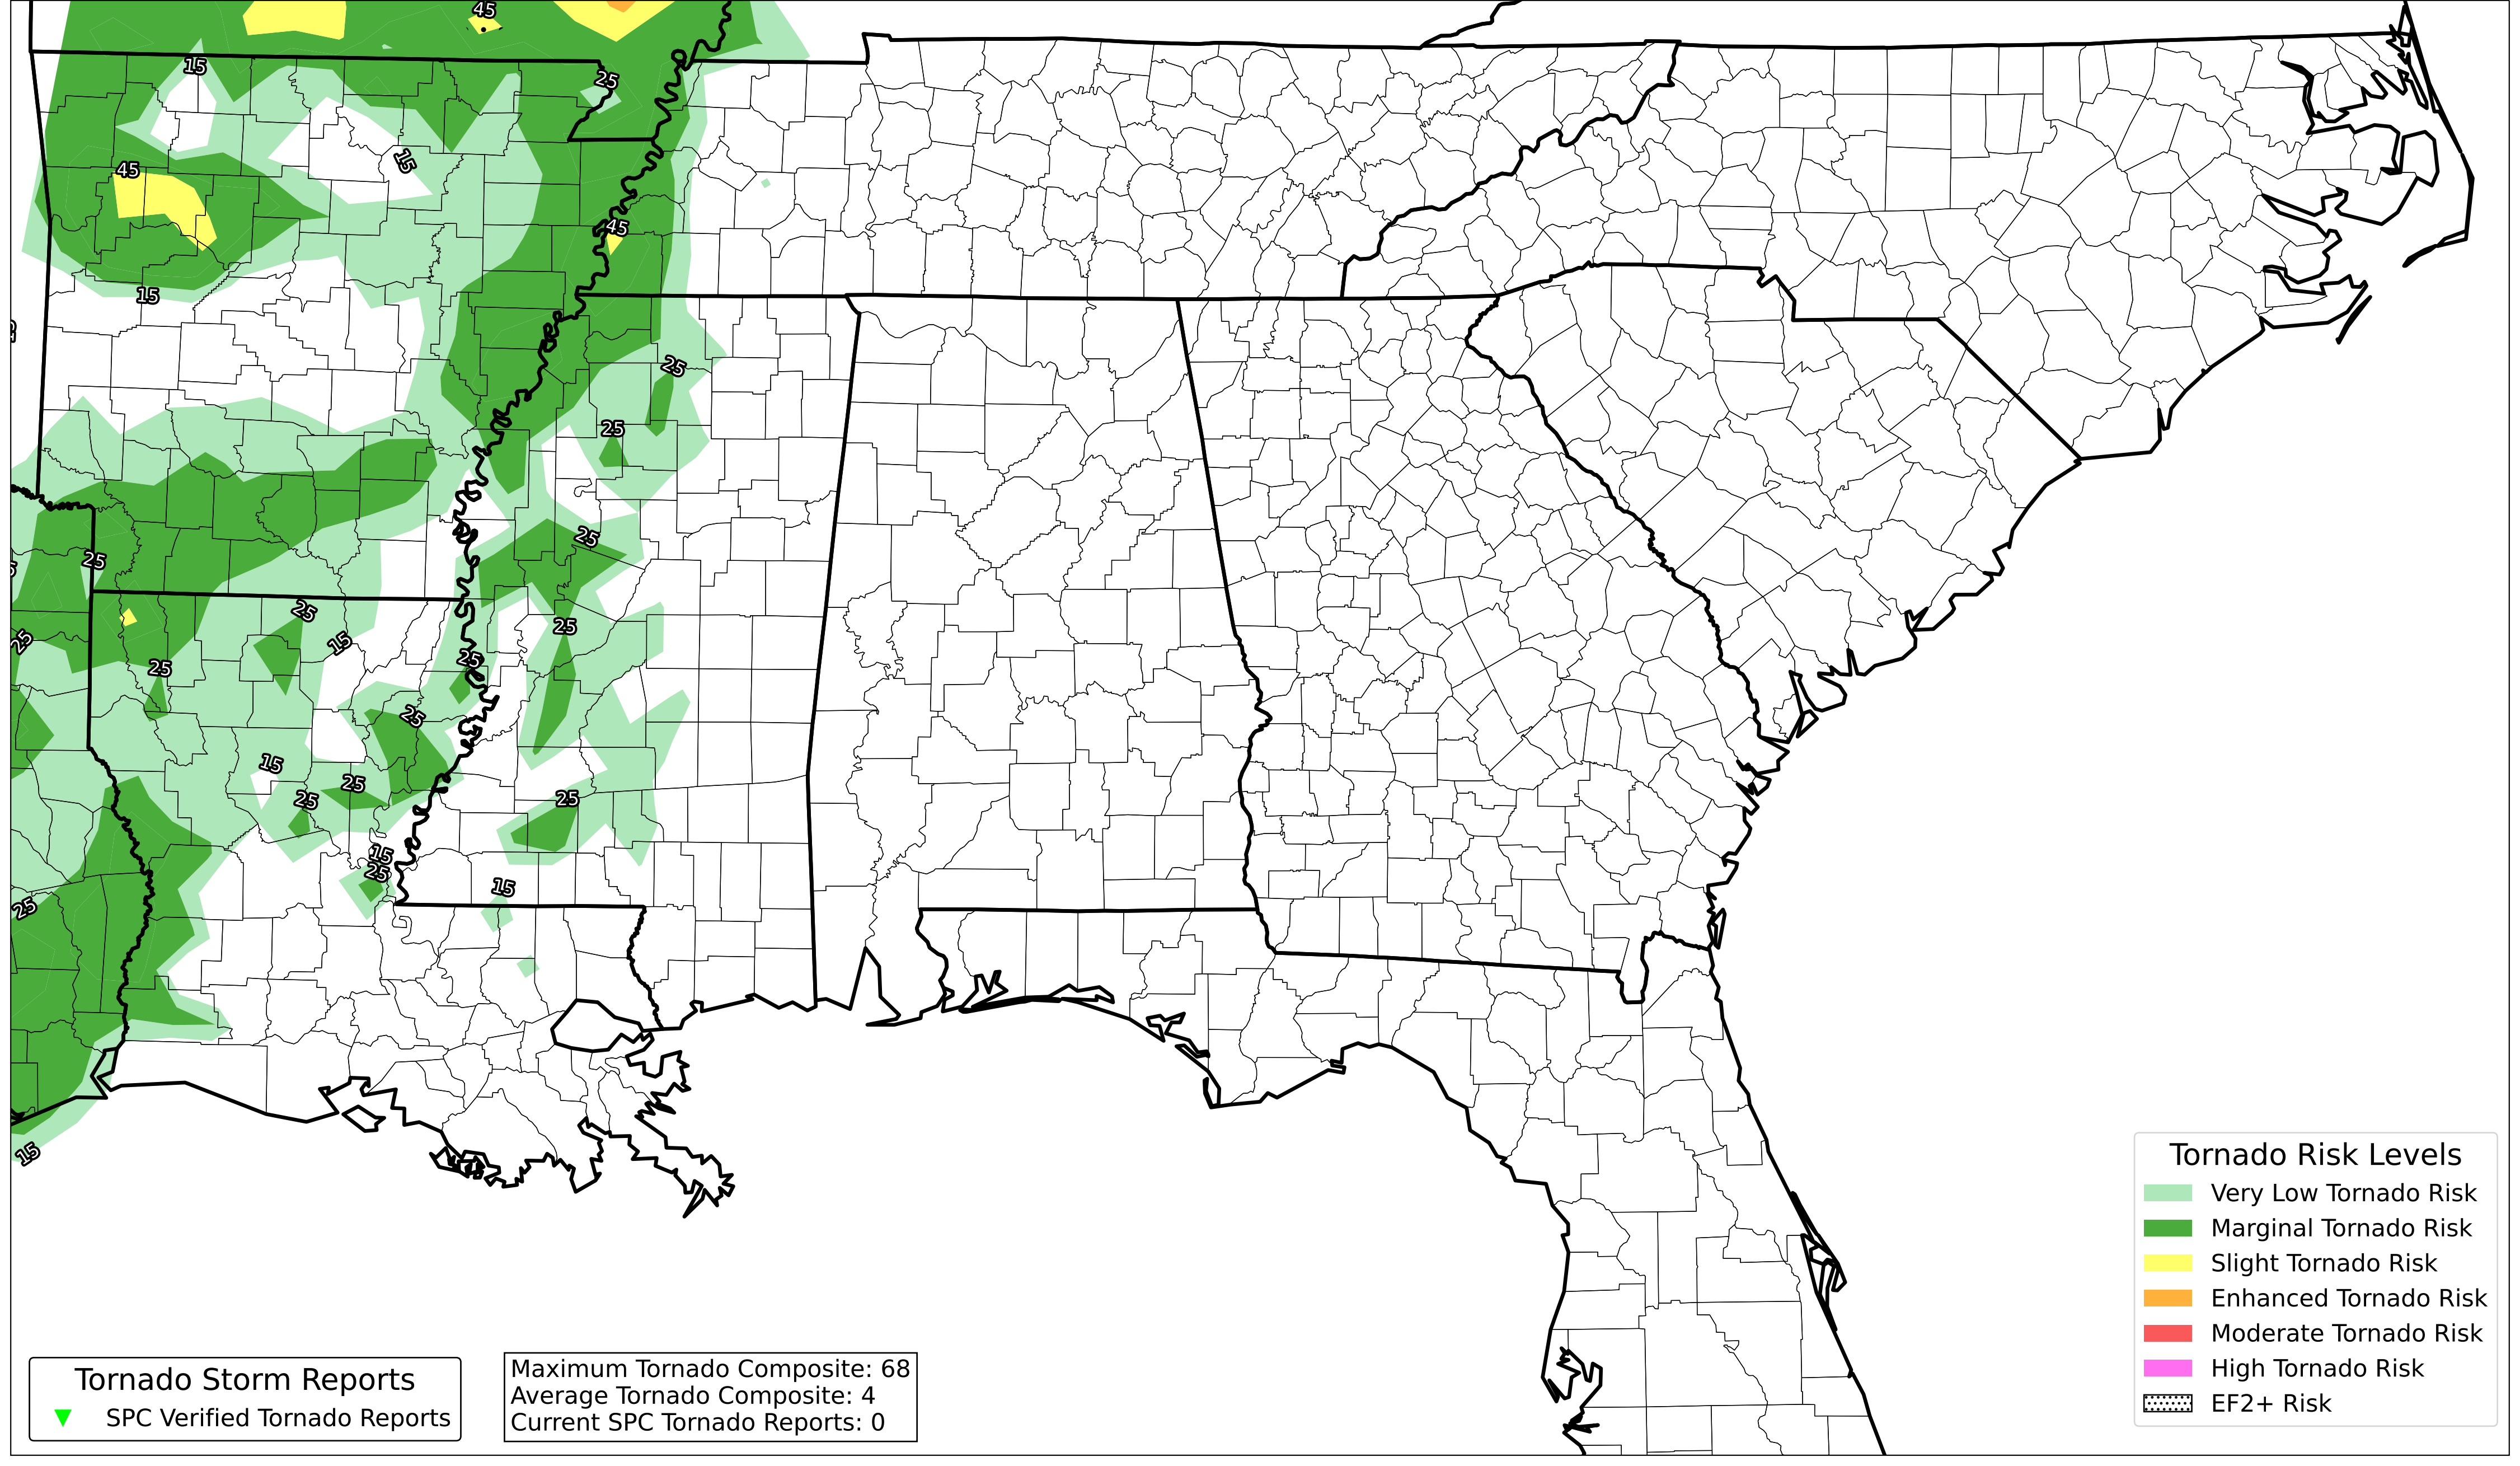 45
15
25
45
15
45
15
25
25
25
25
25
15
25
25
25
25
25
15
25
25
25
15
25
15
25
15
Tornado Risk Levels
Very Low Tornado Risk
Marginal Tornado Risk
Slight Tornado Risk
Enhanced Tornado Risk
Moderate Tornado Risk
High Tornado Risk
EF2+ Risk
Tornado Storm Reports
SPC Verified Tornado Reports
Maximum Tornado Composite: 68
Average Tornado Composite: 4
Current SPC Tornado Reports: 0